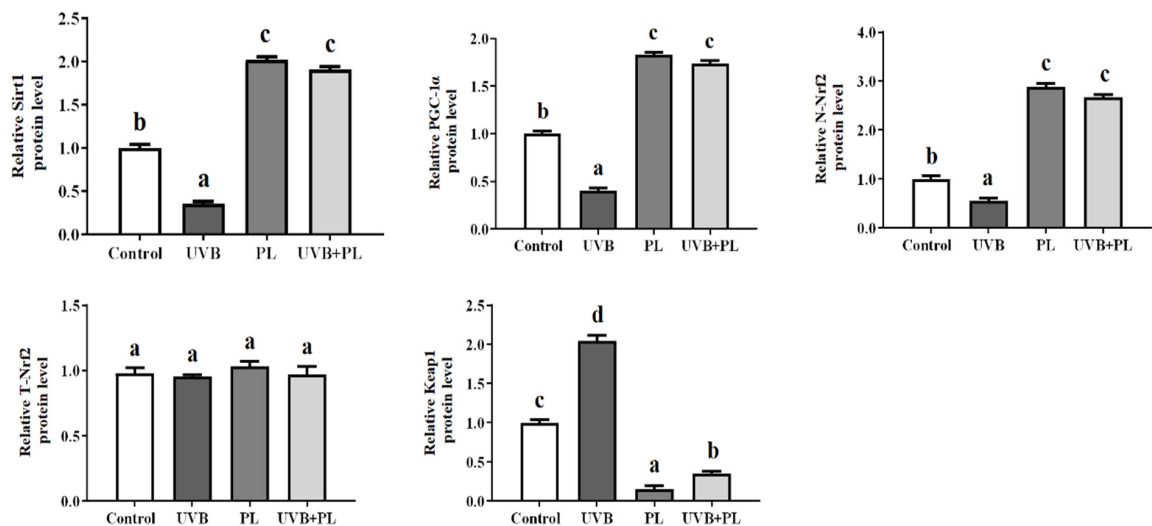 Relative Sirt1
protein level
2.5
2.0
1.5
1.0
0.5
0.0
b
a
c
c
Control UVB PL UVB+PL
Relative PGC-1α
protein level
2.0
1.5
1.0
0.5
0.0
b
a
c
c
Control UVB PL UVB+PL
Relative N-Nrf2
protein level
4.0
3.0
2.0
1.0
0.0
b
a
c
c
Control UVB PL UVB+PL
Relative T-Nrf2
protein level
1.5
1.0
0.5
0.0
a
a
a
a
Control UVB PL UVB+PL
Relative Keap1
protein level
2.5
2.0
1.5
1.0
0.5
0.0
c
d
a
b
Control UVB PL UVB+PL